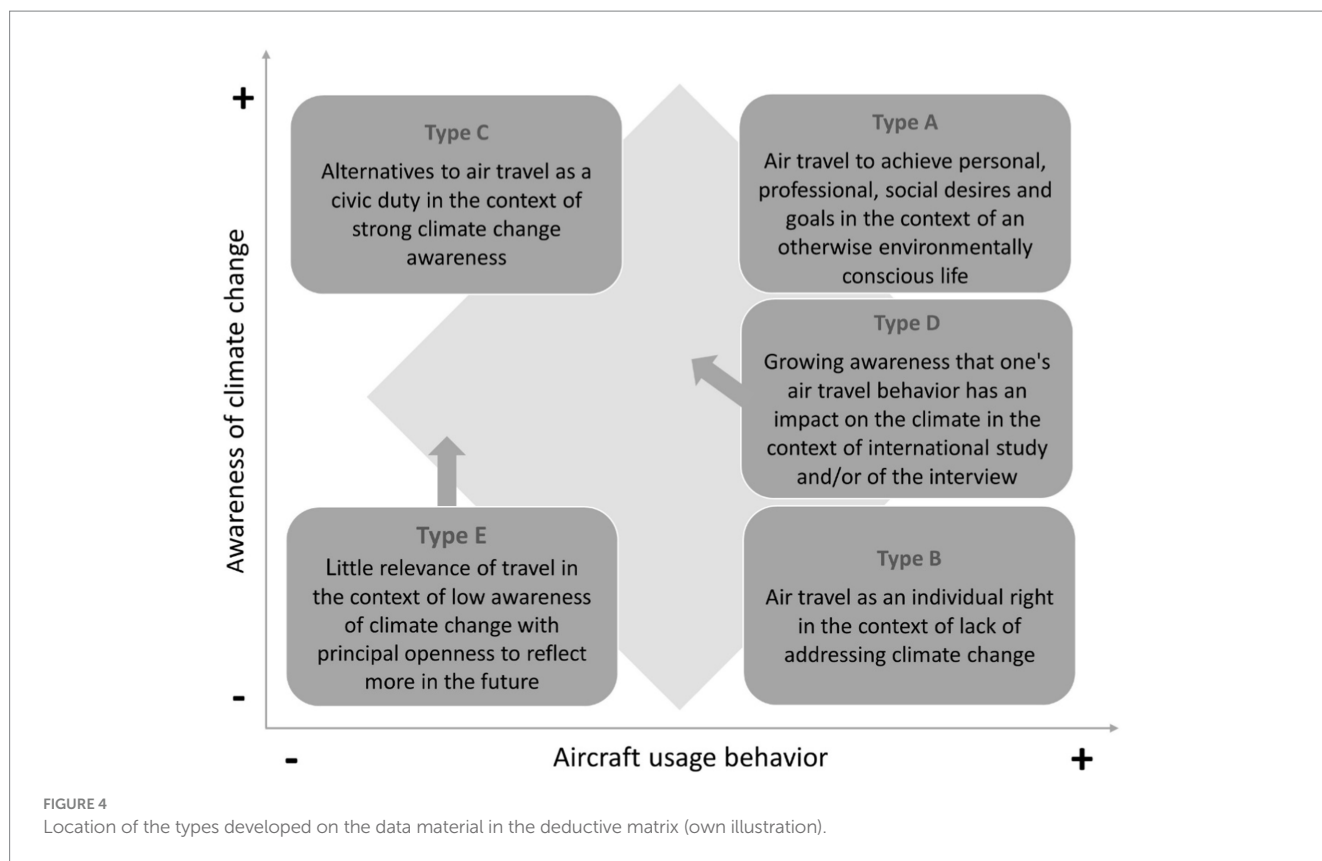 +
Awareness of climate change
-
Type C
Alternatives to air travel as a
civic duty in the context of
strong climate change
awareness
Type A
Air travel to achieve personal,
professional, social desires and
goals in the context of an
otherwise environmentally
conscious life
Type D
Growing awareness that one's
air travel behavior has an
impact on the climate in the
context of international study
and/or of the interview
Type E
Little relevance of travel in
the context of low awareness
of climate change with
principal openness to reflect
more in the future
Type B
Air travel as an individual right
in the context of lack of
addressing climate change
-
Aircraft usage behavior
+
FIGURE 4
Location of the types developed on the data material in the deductive matrix (own illustration).